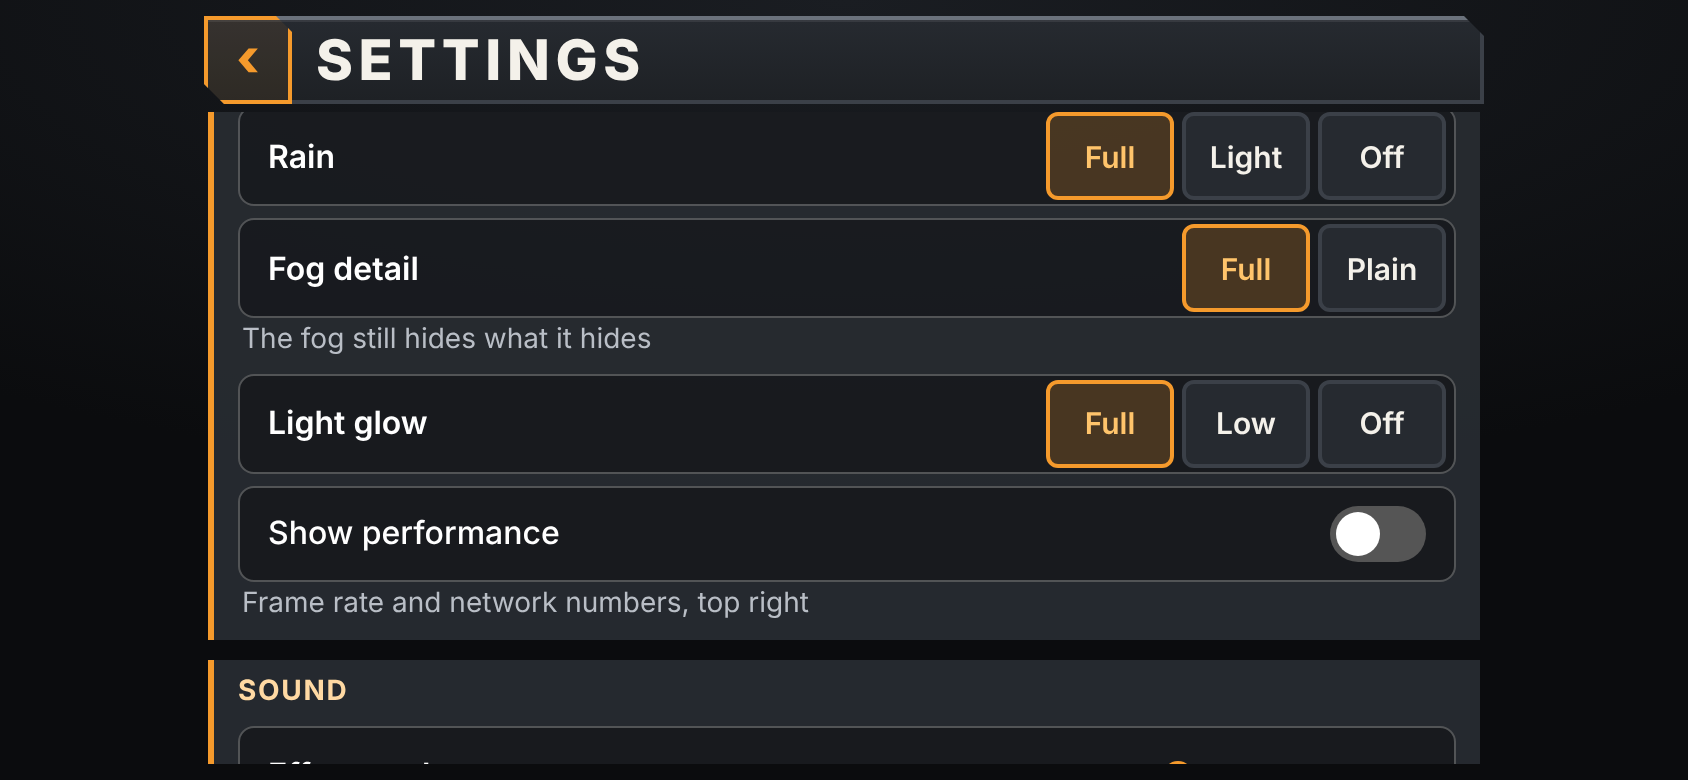 SETTINGS
Rain Full Light Off
Fog detail Full Plain
The fog still hides what it hides
Light glow Full Low Off
Show performance
Frame rate and network numbers, top right
SOUND